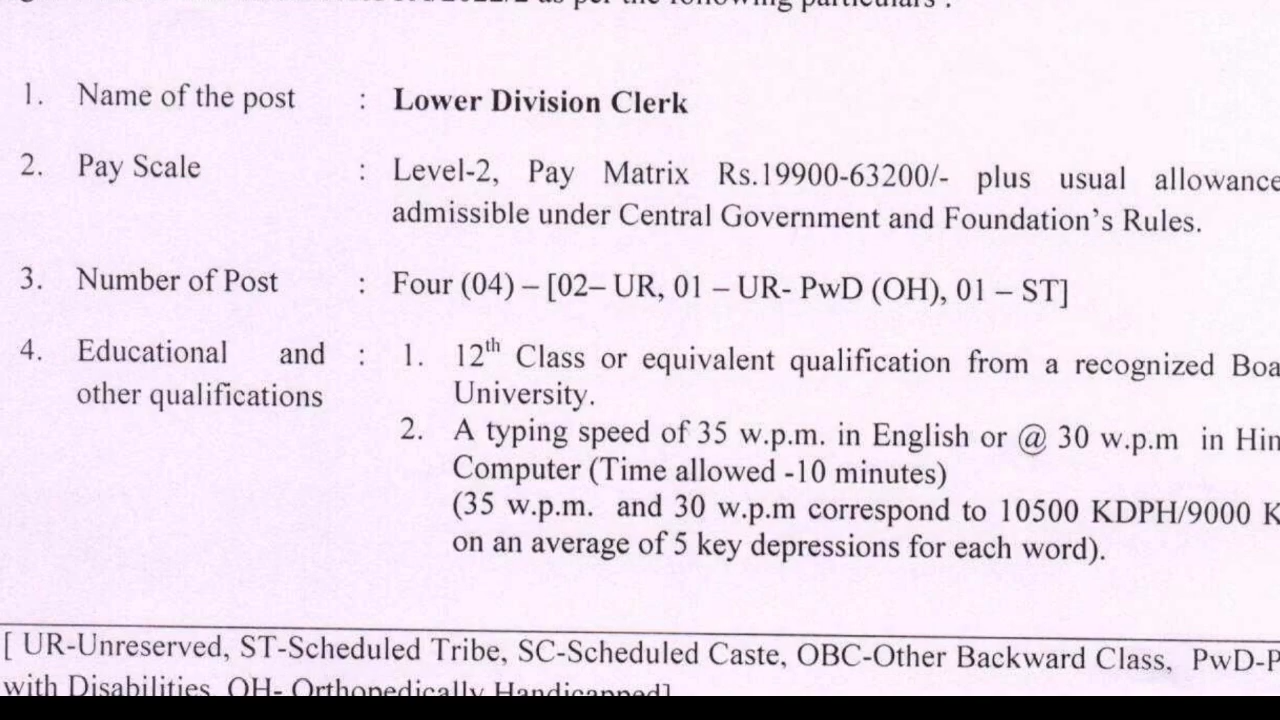 as per the following particulars :
1. Name of the post : Lower Division Clerk
2. Pay Scale : Level-2, Pay Matrix Rs.19900-63200/- plus usual allowance
admissible under Central Government and Foundation's Rules.
3. Number of Post : Four (04) – [02– UR, 01 – UR- PwD (OH), 01 – ST]
4. Educational and : 1. 12th Class or equivalent qualification from a recognized Boa
other qualifications University.
2. A typing speed of 35 w.p.m. in English or @ 30 w.p.m in Hin
Computer (Time allowed -10 minutes)
(35 w.p.m. and 30 w.p.m correspond to 10500 KDPH/9000 K
on an average of 5 key depressions for each word).
[ UR-Unreserved, ST-Scheduled Tribe, SC-Scheduled Caste, OBC-Other Backward Class, PwD-P
with Disabilities, OH- Orthopedically Handicapped]